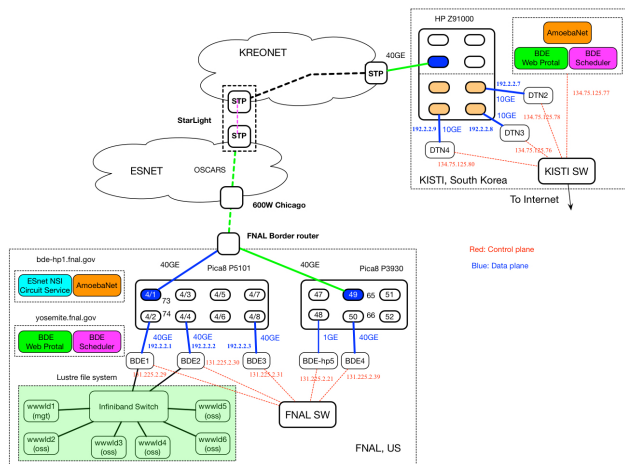 HP Z91000
KREONET
40GE
STP
AmoebaNet
BDE
Web Protal
BDE
Scheduler
192.2.2.7
10GE
DTN2
134.75.125.77
STP
StarLight
STP
192.2.2.9
10GE
10GE
192.2.2.8
134.75.125.78
DTN3
DTN4
134.75.125.76
134.75.125.80
KISTI SW
KISTI, South Korea
To Internet
ESNET
OSCARS
600W Chicago
FNAL Border router
bde-hp1.fnal.gov
40GE
Pica8 P5101
40GE
Pica8 P3930
Red: Control plane
Blue: Data plane
ESnet NSI
Circuit Service
AmoebaNet
4/1
4/3
4/5
4/7
73
47
49
65
51
4/2
74
4/4
4/6
4/8
48
50
66
52
yosemite.fnal.gov
BDE
Web Protal
BDE
Scheduler
40GE
40GE
40GE
1GE
40GE
192.2.2.1
192.2.2.2
192.2.2.3
BDE1
BDE2
BDE3
BDE-hp5
BDE4
131.225.2.29
131.225.2.30
131.225.2.31
131.225.2.21
131.225.2.39
Lustre file system
Infiniband Switch
wwwld1
(mgt)
wwwld5
(oss)
FNAL SW
wwwld2
(oss)
wwwld3
(oss)
wwwld4
(oss)
wwwld6
(oss)
FNAL, US